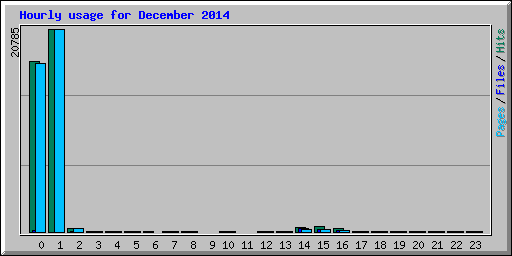 Hourly usage for December 2014
20785
Pages/Files/Hits
0 1 2 3 4 5 6 7 8 9 10 11 12 13 14 15 16 17 18 19 20 21 22 23